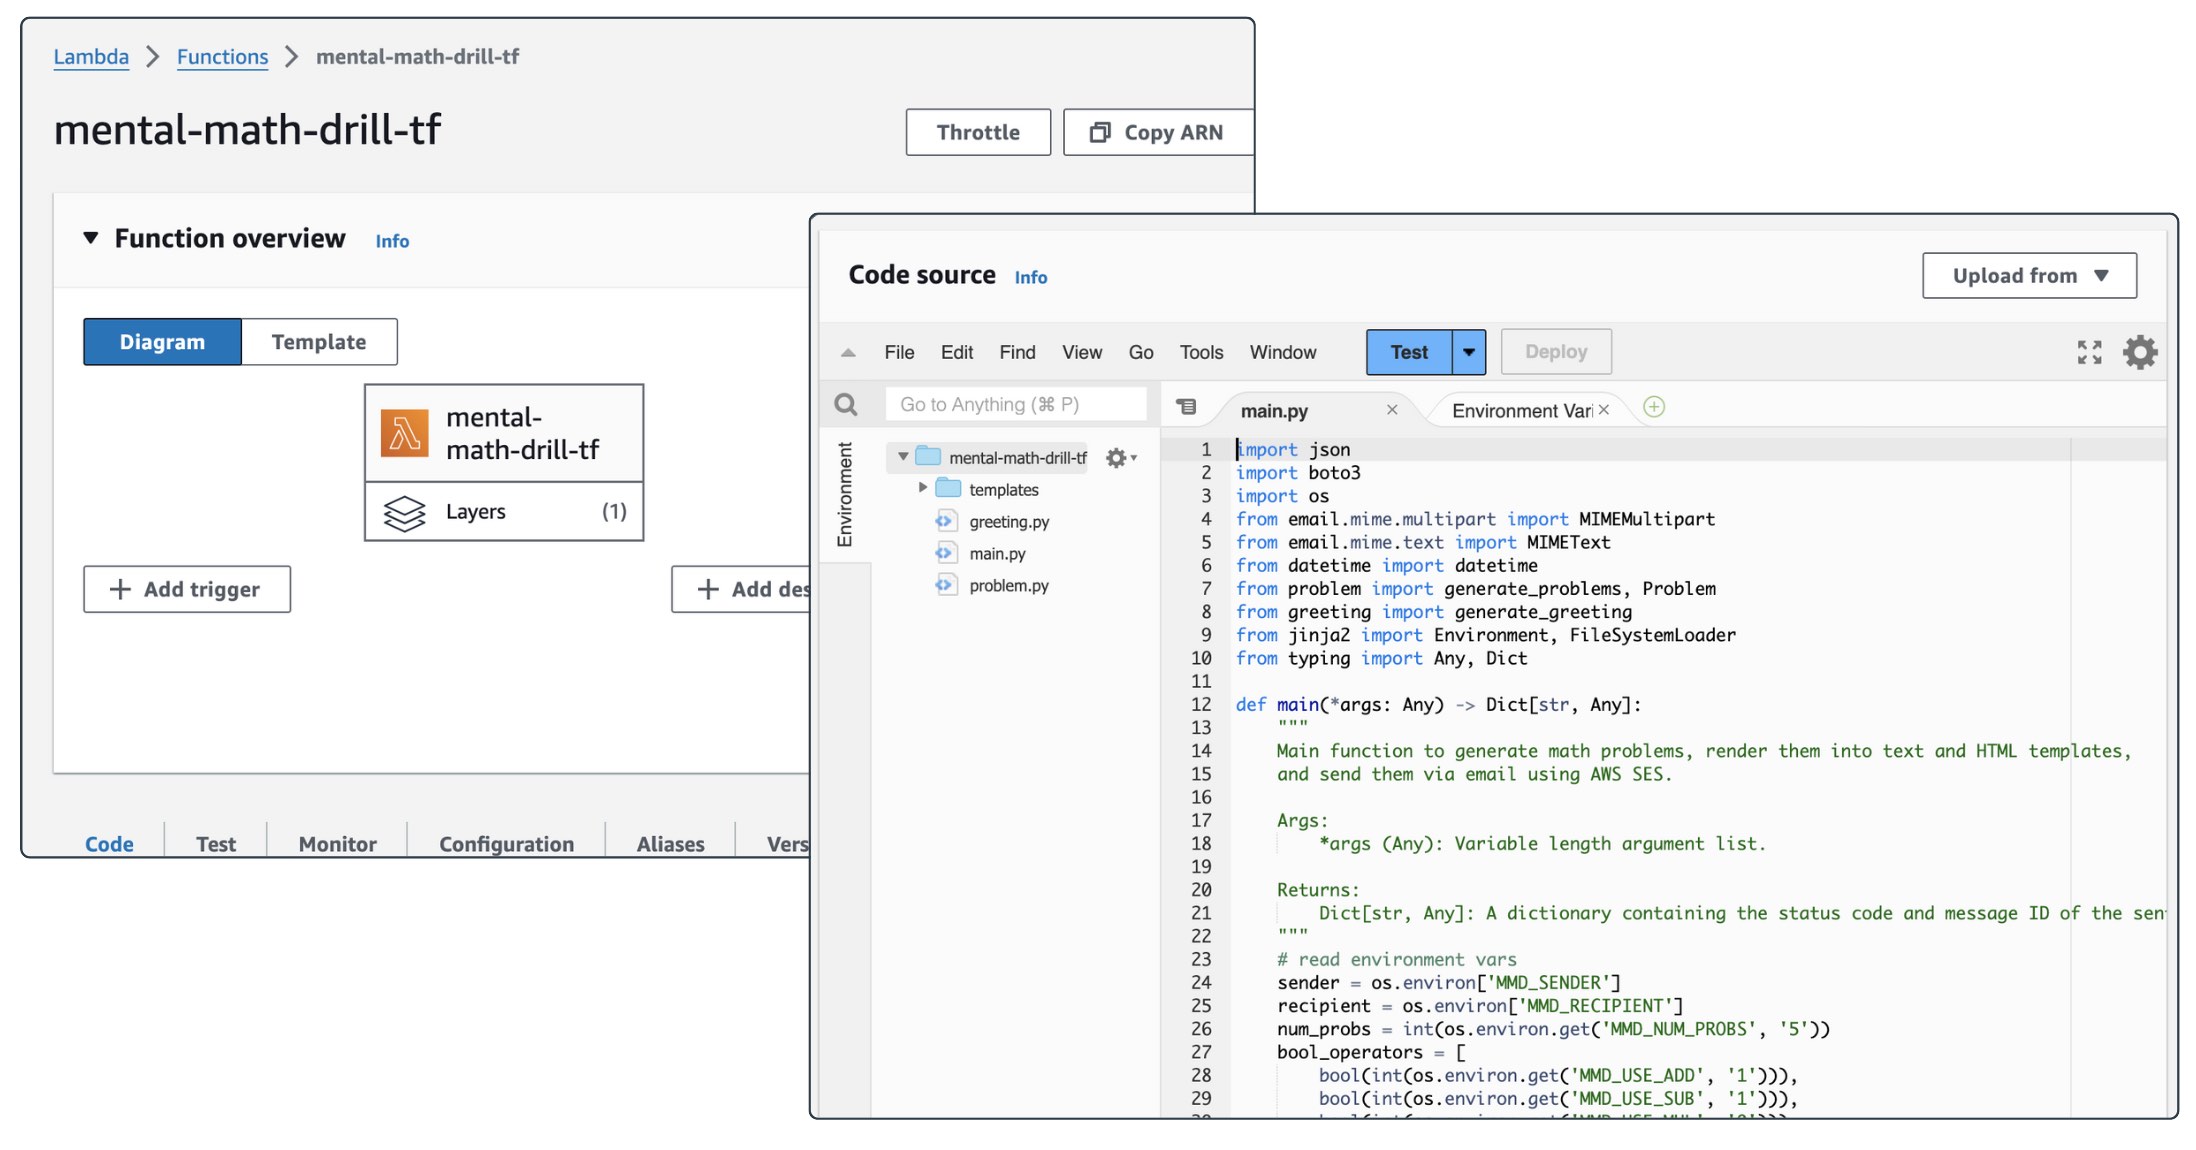 Lambda > Functions > mental-math-drill-tf
mental-math-drill-tf
Throttle
Copy ARN
Function overview Info
Diagram
Template
mental-
math-drill-tf
Layers (1)
+ Add trigger
+ Add des
Code
Test
Monitor
Configuration
Aliases
Vers
Code source Info
Upload from
File Edit Find View Go Tools Window
Test
Deploy
Go to Anything (⌘ P)
Environment
mental-math-drill-tf
templates
greeting.py
main.py
problem.py
main.py ×
Environment Vari ×
1 import json
2 import boto3
3 import os
4 from email.mime.multipart import MIMEMultipart
5 from email.mime.text import MIMEText
6 from datetime import datetime
7 from problem import generate_problems, Problem
8 from greeting import generate_greeting
9 from jinja2 import Environment, FileSystemLoader
10 from typing import Any, Dict
11
12 def main(*args: Any) -> Dict[str, Any]:
13     """
14     Main function to generate math problems, render them into text and HTML templates,
15     and send them via email using AWS SES.
16
17     Args:
18         *args (Any): Variable length argument list.
19
20     Returns:
21         Dict[str, Any]: A dictionary containing the status code and message ID of the sen
22     """
23     # read environment vars
24     sender = os.environ['MMD_SENDER']
25     recipient = os.environ['MMD_RECIPIENT']
26     num_probs = int(os.environ.get('MMD_NUM_PROBS', '5'))
27     bool_operators = [
28         bool(int(os.environ.get('MMD_USE_ADD', '1'))),
29         bool(int(os.environ.get('MMD_USE_SUB', '1'))),